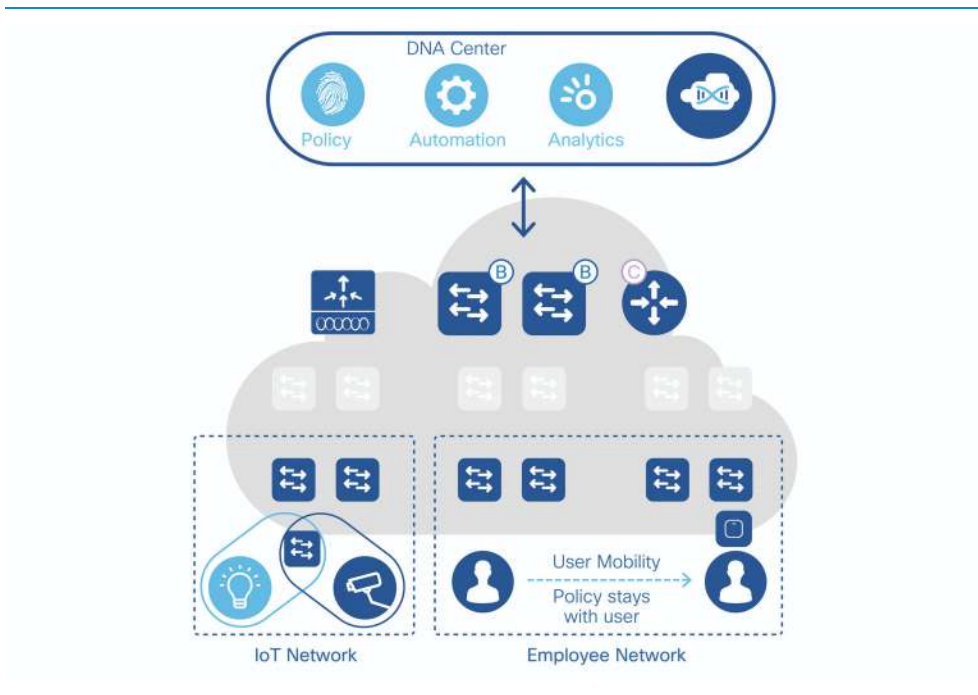 DNA Center
Policy
Automation
Analytics
B
B
C
User Mobility
Policy stays
with user
IoT Network
Employee Network